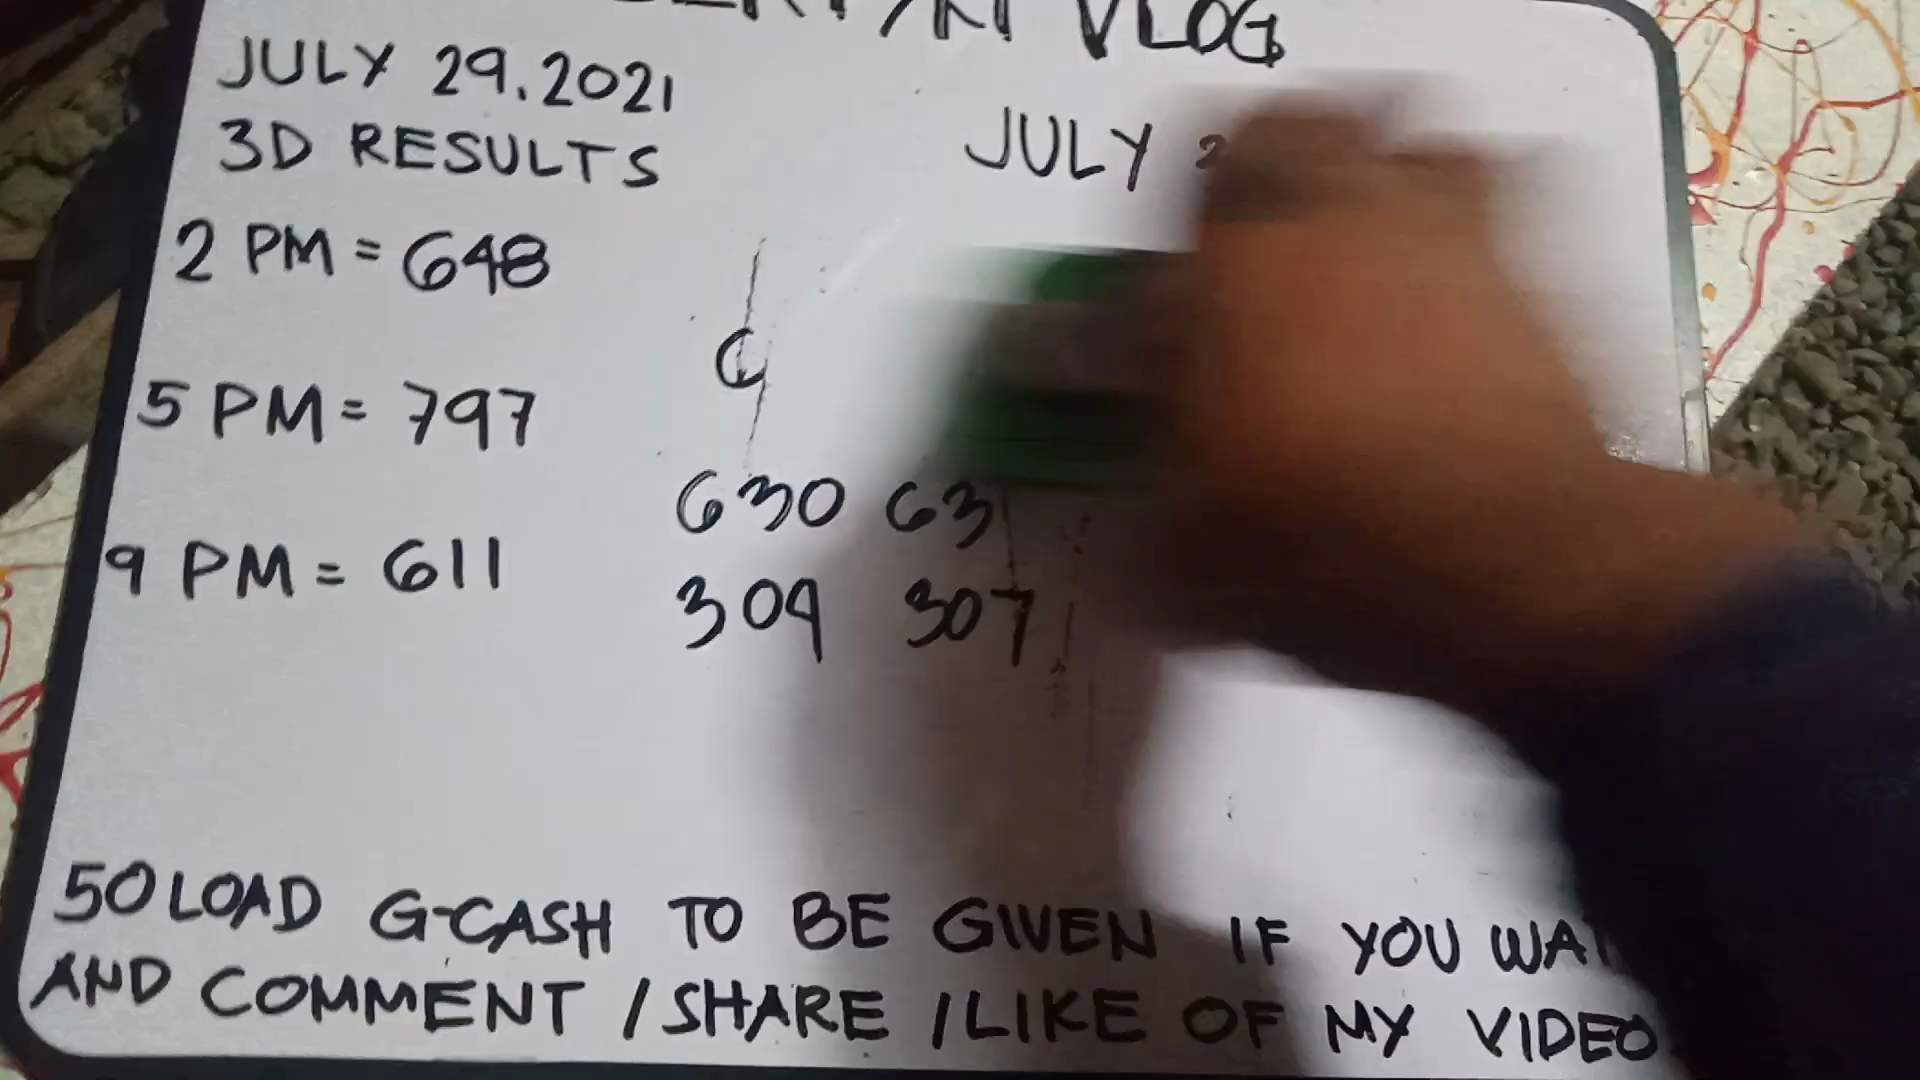 VLOG
JULY 29.2021
3D RESULTS
2 PM = 648
5 PM = 797
9 PM = 611
JULY
C
630 63
309 307
50 LOAD G-CASH TO BE GIVEN IF YOU
AND COMMENT / SHARE / LIKE OF MY VIDEO